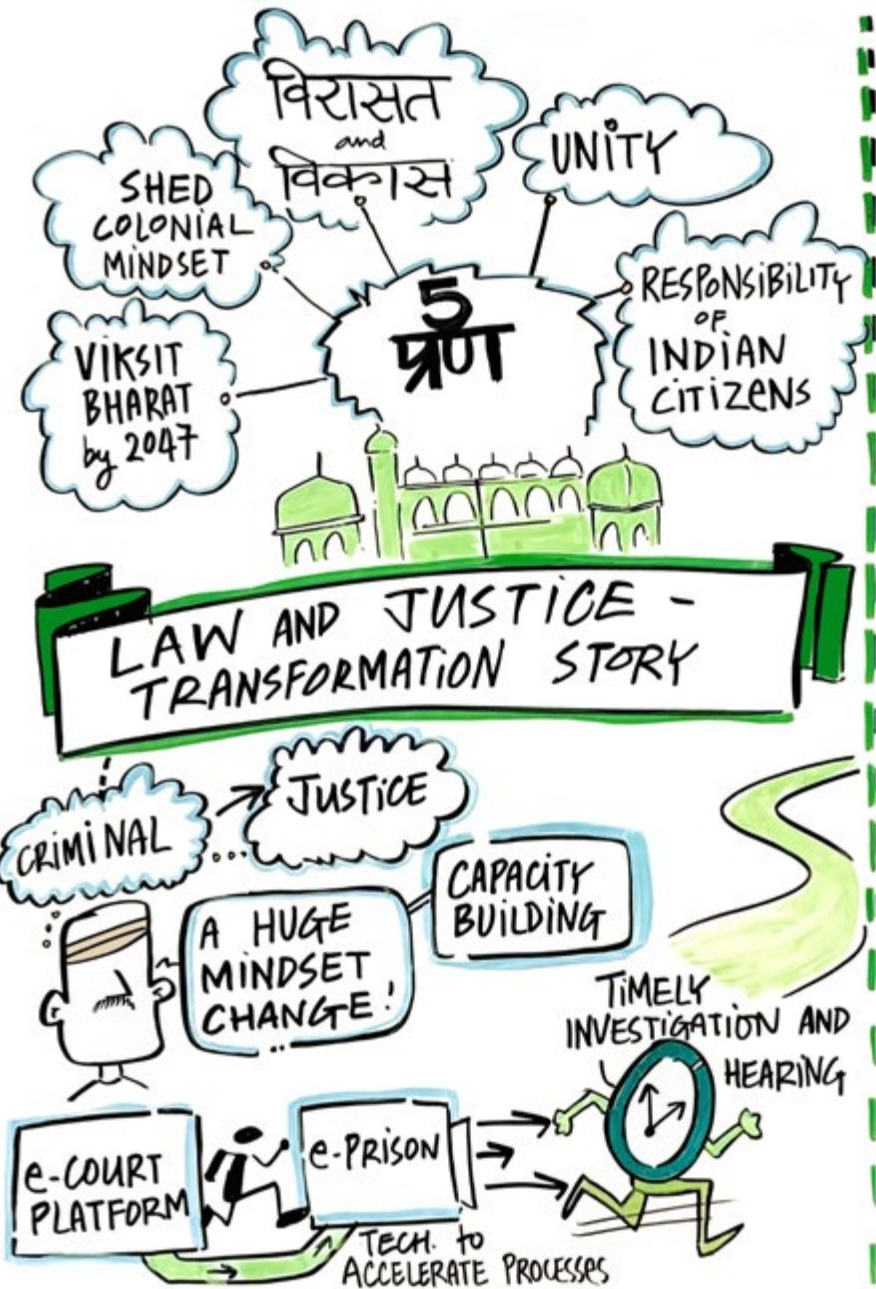 विरासत
and
विकास
UNITY
SHED
COLONIAL
MINDSET
5
प्रण
RESPONSIBILITY
OF
INDIAN
CITIZENS
VIKSIT
BHARAT
by 2047
LAW AND JUSTICE -
TRANSFORMATION STORY
CRIMINAL
JUSTICE
CAPACITY
BUILDING
A HUGE
MINDSET
CHANGE!
TIMELY
INVESTIGATION AND
HEARING
e-COURT
PLATFORM
e-PRISON
TECH. to
ACCELERATE PROCESSES